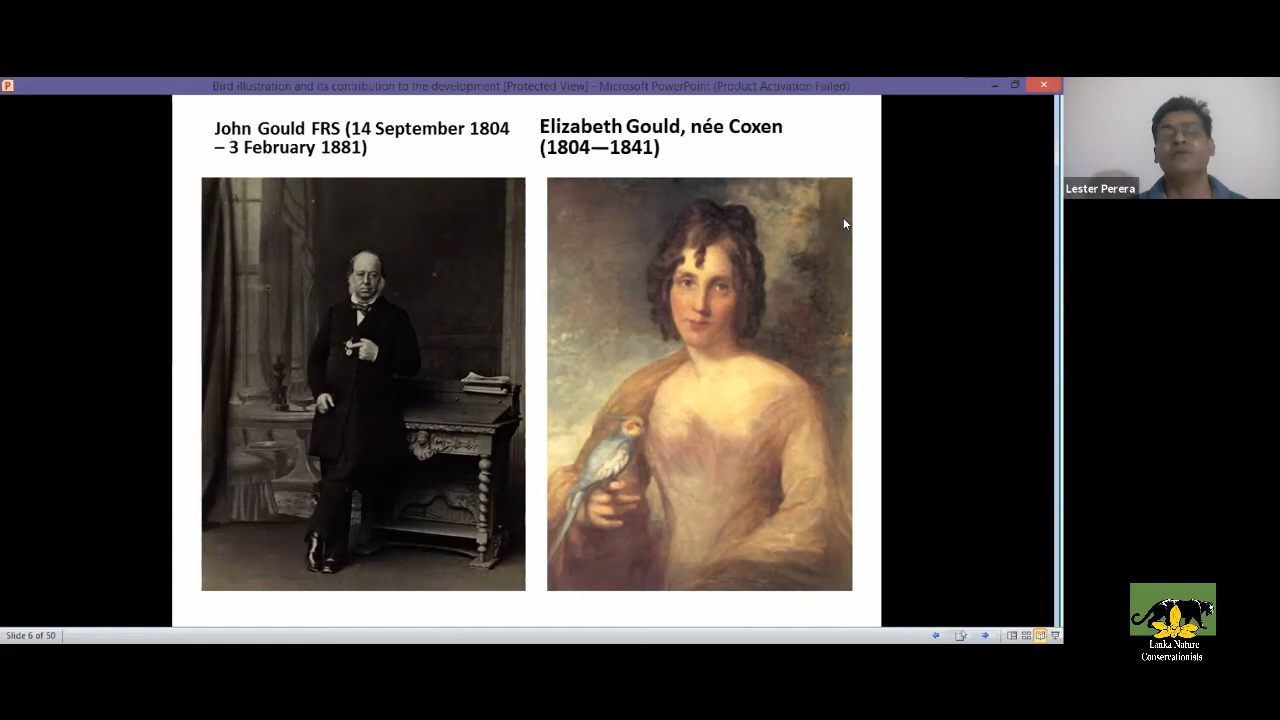 Bird illustration and its contribution to the development [Protected View] - Microsoft PowerPoint (Product Activation Failed)
John Gould FRS (14 September 1804
– 3 February 1881)
Elizabeth Gould, née Coxen
(1804—1841)
Lester Perera
Slide 6 of 50
Lanka Nature
Conservationists